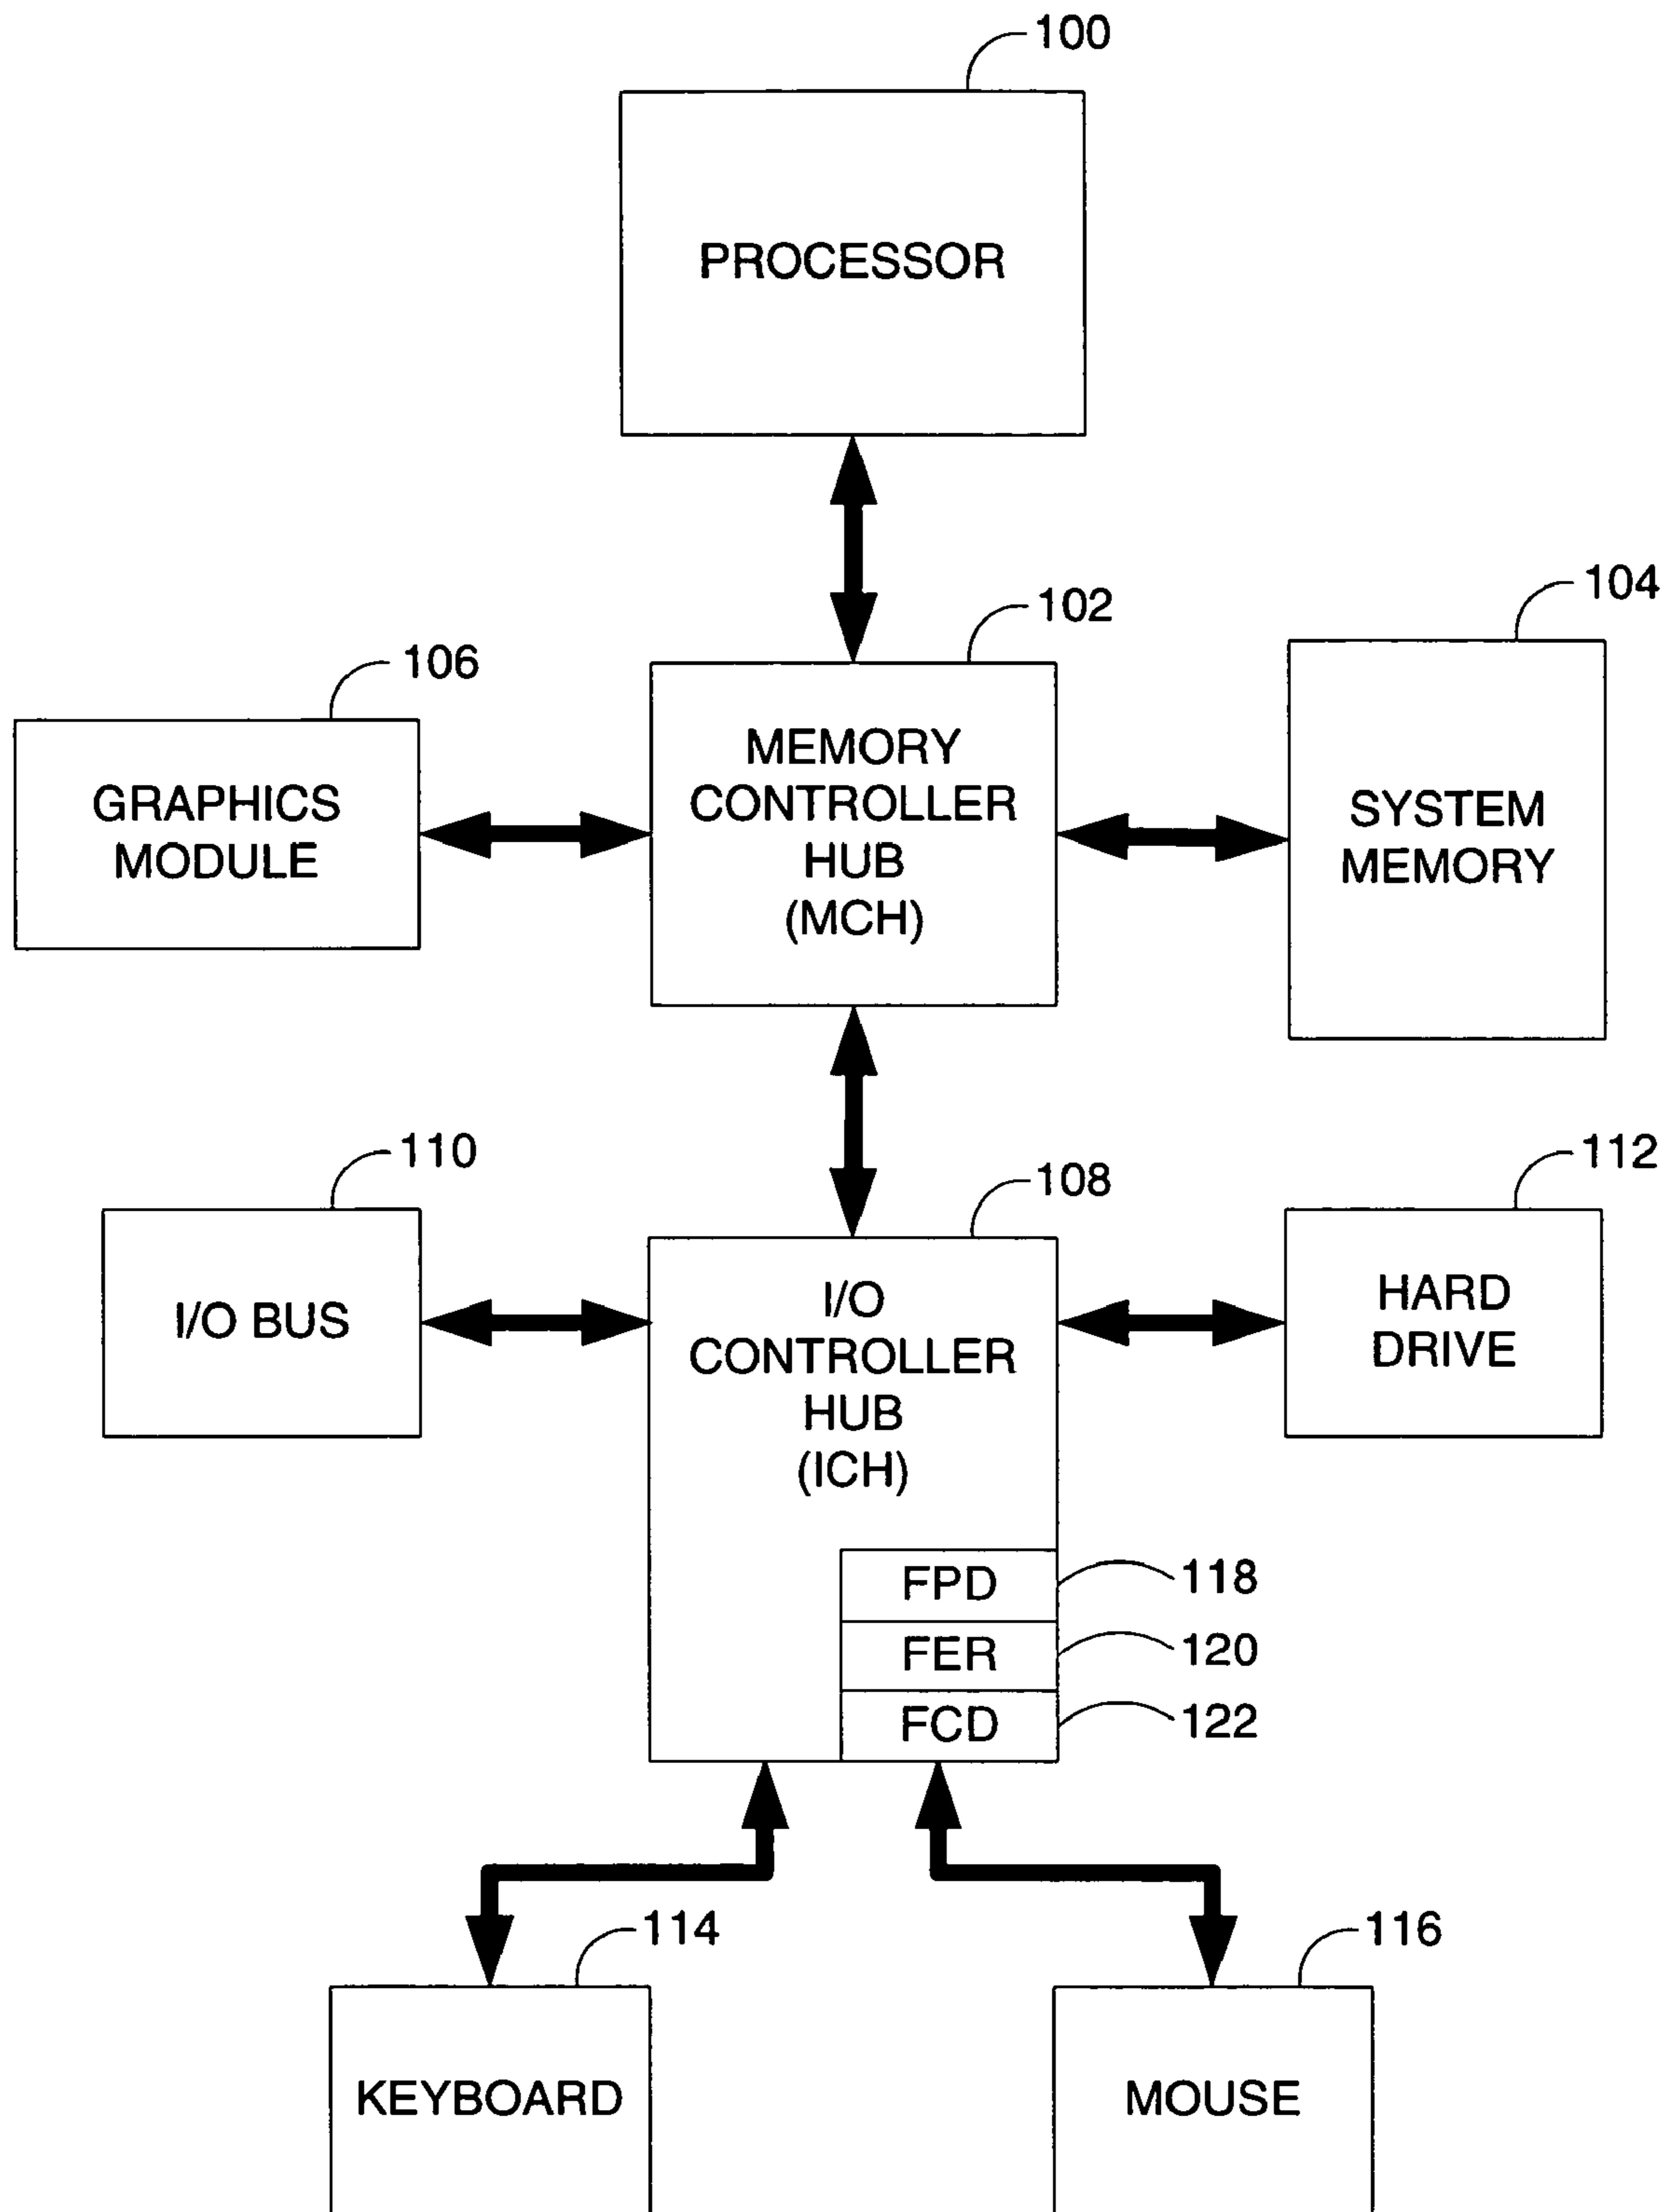 100
PROCESSOR
102
104
106
MEMORY
CONTROLLER
HUB
(MCH)
GRAPHICS
MODULE
SYSTEM
MEMORY
110
108
112
I/O BUS
I/O
CONTROLLER
HUB
(ICH)
HARD
DRIVE
FPD
118
FER
120
FCD
122
114
116
KEYBOARD
MOUSE